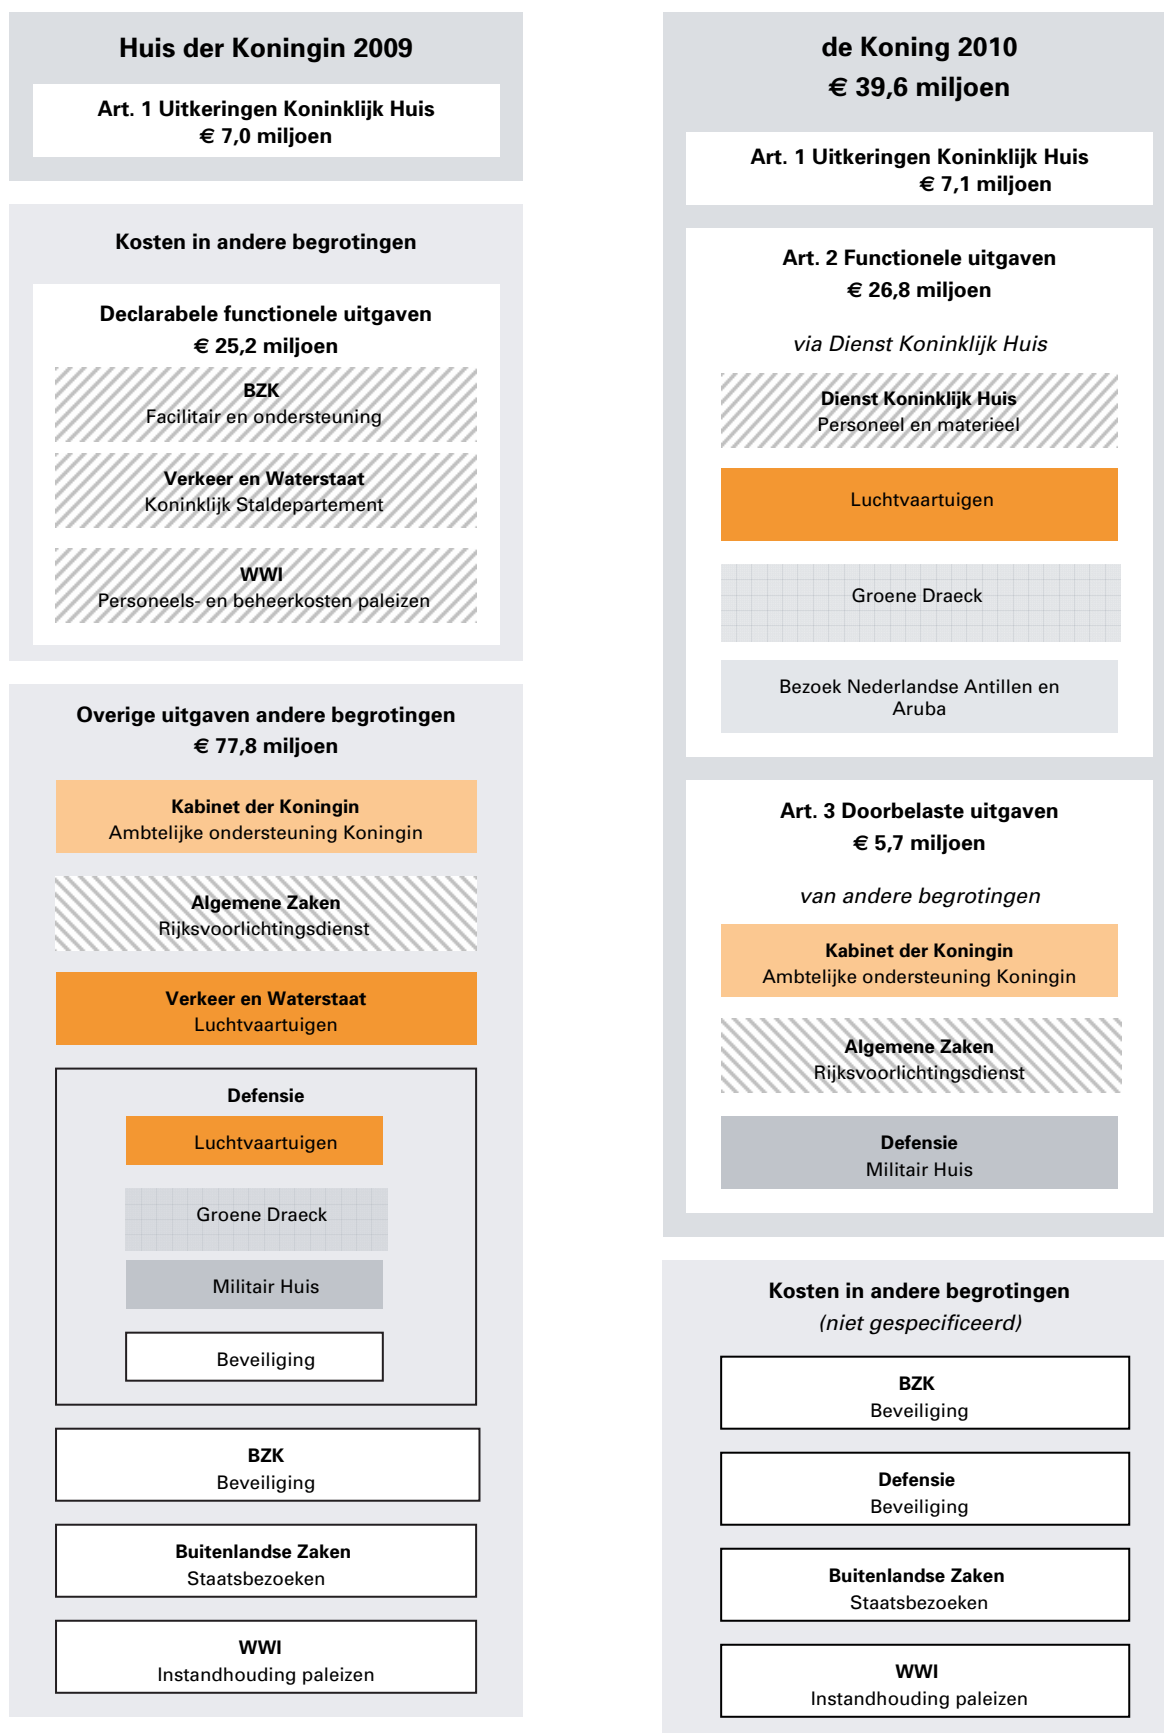 Huis der Koningin 2009
Art. 1 Uitkeringen Koninklijk Huis
€ 7,0 miljoen
Kosten in andere begrotingen
Declarabele functionele uitgaven
€ 25,2 miljoen
BZK
Facilitair en ondersteuning
Verkeer en Waterstaat
Koninklijk Staldepartement
WWI
Personeels- en beheerkosten paleizen
Overige uitgaven andere begrotingen
€ 77,8 miljoen
Kabinet der Koningin
Ambtelijke ondersteuning Koningin
Algemene Zaken
Rijksvoorlichtingsdienst
Verkeer en Waterstaat
Luchtvaartuigen
Defensie
Luchtvaartuigen
Groene Draeck
Militair Huis
Beveiliging
BZK
Beveiliging
Buitenlandse Zaken
Staatsbezoeken
WWI
Instandhouding paleizen
de Koning 2010
€ 39,6 miljoen
Art. 1 Uitkeringen Koninklijk Huis
€ 7,1 miljoen
Art. 2 Functionele uitgaven
€ 26,8 miljoen
via Dienst Koninklijk Huis
Dienst Koninklijk Huis
Personeel en materieel
Luchtvaartuigen
Groene Draeck
Bezoek Nederlandse Antillen en
Aruba
Art. 3 Doorbelaste uitgaven
€ 5,7 miljoen
van andere begrotingen
Kabinet der Koningin
Ambtelijke ondersteuning Koningin
Algemene Zaken
Rijksvoorlichtingsdienst
Defensie
Militair Huis
Kosten in andere begrotingen
(niet gespecificeerd)
BZK
Beveiliging
Defensie
Beveiliging
Buitenlandse Zaken
Staatsbezoeken
WWI
Instandhouding paleizen